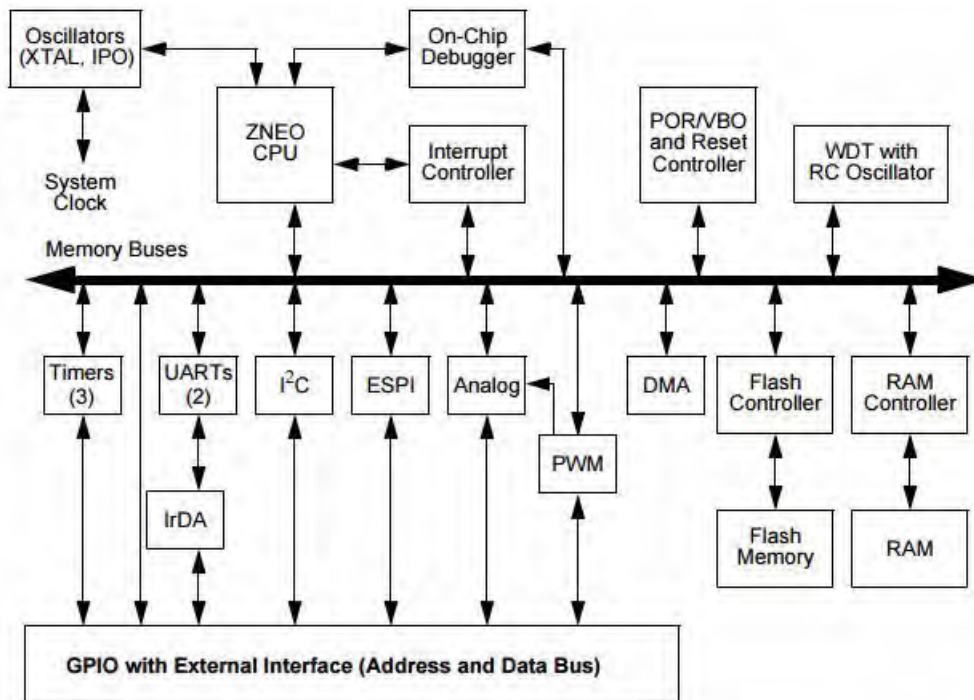 Oscillators
(XTAL, IPO)
On-Chip
Debugger
ZNEO
CPU
Interrupt
Controller
POR/VBO
and Reset
Controller
WDT with
RC Oscillator
System
Clock
Memory Buses
Timers
(3)
UARTs
(2)
I²C
ESPI
Analog
DMA
Flash
Controller
RAM
Controller
PWM
IrDA
Flash
Memory
RAM
GPIO with External Interface (Address and Data Bus)